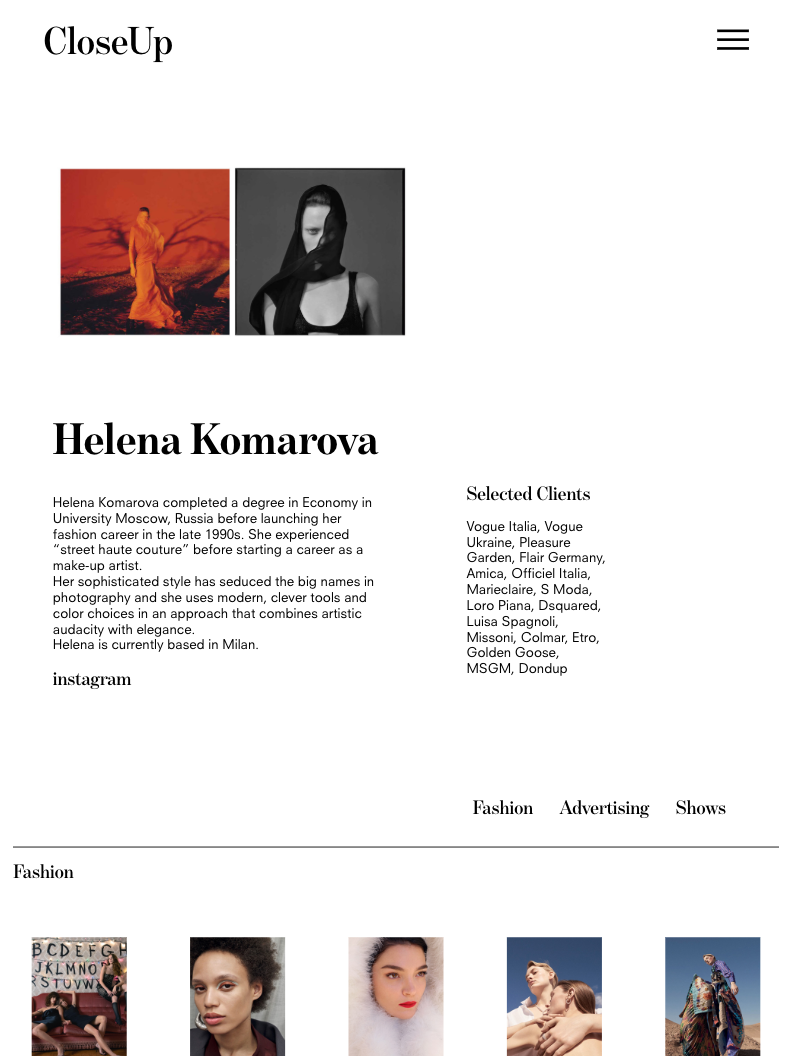 CloseUp
Helena Komarova
Helena Komarova completed a degree in Economy in
University Moscow, Russia before launching her
fashion career in the late 1990s. She experienced
“street haute couture” before starting a career as a
make-up artist.
Her sophisticated style has seduced the big names in
photography and she uses modern, clever tools and
color choices in an approach that combines artistic
audacity with elegance.
Helena is currently based in Milan.
instagram
Selected Clients
Vogue Italia, Vogue
Ukraine, Pleasure
Garden, Flair Germany,
Amica, Officiel Italia,
Marieclaire, S Moda,
Loro Piana, Dsquared,
Luisa Spagnoli,
Missoni, Colmar, Etro,
Golden Goose,
MSGM, Dondup
Fashion Advertising Shows
Fashion
B C D E F G H
J K L M N O
R S T U V W